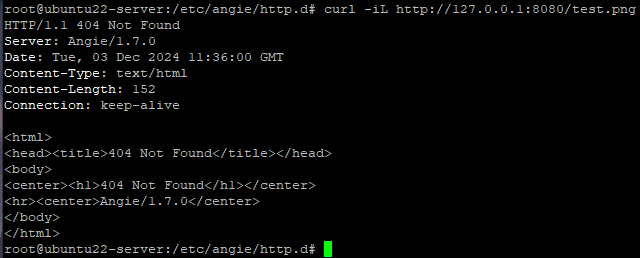 root@ubuntu22-server:/etc/angie/http.d# curl -iL http://127.0.0.1:8080/test.png
HTTP/1.1 404 Not Found
Server: Angie/1.7.0
Date: Tue, 03 Dec 2024 11:36:00 GMT
Content-Type: text/html
Content-Length: 152
Connection: keep-alive

<html>
<head><title>404 Not Found</title></head>
<body>
<center><h1>404 Not Found</h1></center>
<hr><center>Angie/1.7.0</center>
</body>
</html>
root@ubuntu22-server:/etc/angie/http.d#